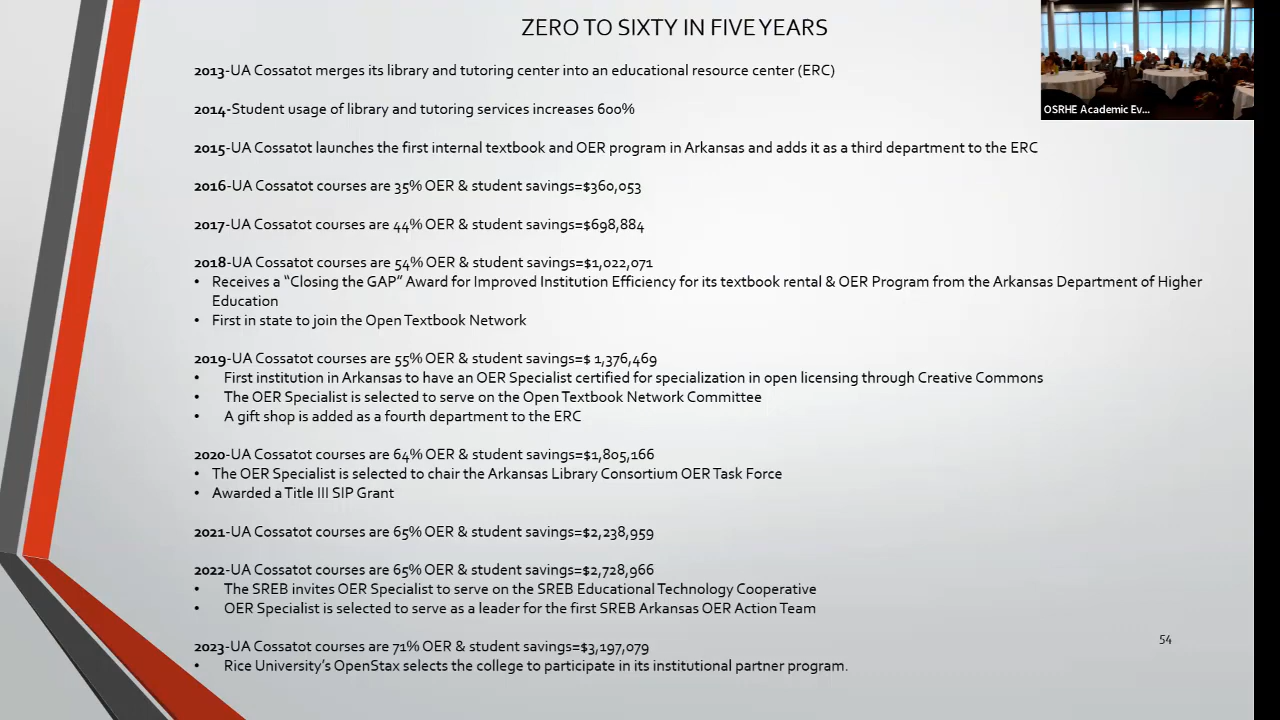 ZERO TO SIXTY IN FIVE YEARS
OSRHE Academic Ev...
2013-UA Cossatot merges its library and tutoring center into an educational resource center (ERC)
2014-Student usage of library and tutoring services increases 600%
2015-UA Cossatot launches the first internal textbook and OER program in Arkansas and adds it as a third department to the ERC
2016-UA Cossatot courses are 35% OER & student savings=$360,053
2017-UA Cossatot courses are 44% OER & student savings=$698,884
2018-UA Cossatot courses are 54% OER & student savings=$1,022,071
• Receives a “Closing the GAP” Award for Improved Institution Efficiency for its textbook rental & OER Program from the Arkansas Department of Higher
Education
• First in state to join the Open Textbook Network
2019-UA Cossatot courses are 55% OER & student savings=$ 1,376,469
• First institution in Arkansas to have an OER Specialist certified for specialization in open licensing through Creative Commons
• The OER Specialist is selected to serve on the Open Textbook Network Committee
• A gift shop is added as a fourth department to the ERC
2020-UA Cossatot courses are 64% OER & student savings=$1,805,166
• The OER Specialist is selected to chair the Arkansas Library Consortium OER Task Force
• Awarded a Title III SIP Grant
2021-UA Cossatot courses are 65% OER & student savings=$2,238,959
2022-UA Cossatot courses are 65% OER & student savings=$2,728,966
• The SREB invites OER Specialist to serve on the SREB Educational Technology Cooperative
• OER Specialist is selected to serve as a leader for the first SREB Arkansas OER Action Team
2023-UA Cossatot courses are 71% OER & student savings=$3,197,079
• Rice University’s OpenStax selects the college to participate in its institutional partner program.
54